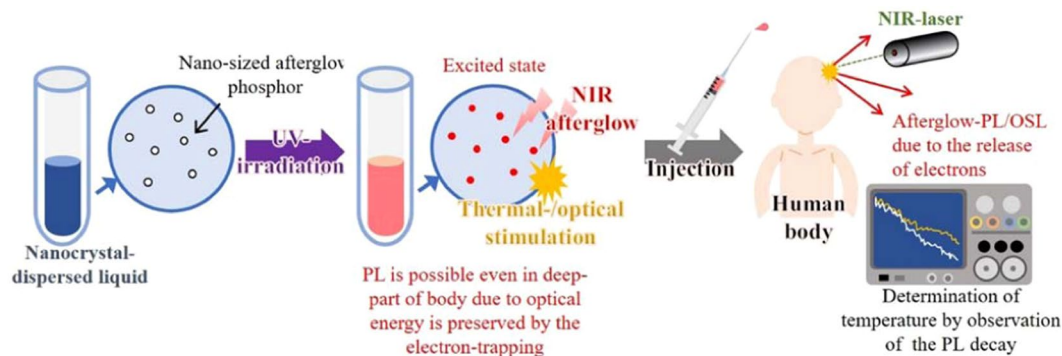 Nano-sized afterglow
phosphor
Nanocrystal-
dispersed liquid
UV-
irradiation
Excited state
NIR
afterglow
Thermal-/optical
stimulation
PL is possible even in deep-
part of body due to optical
energy is preserved by the
electron-trapping
Injection
NIR-laser
Human
body
Afterglow-PL/OSL
due to the release
of electrons
Determination of
temperature by observation
of the PL decay